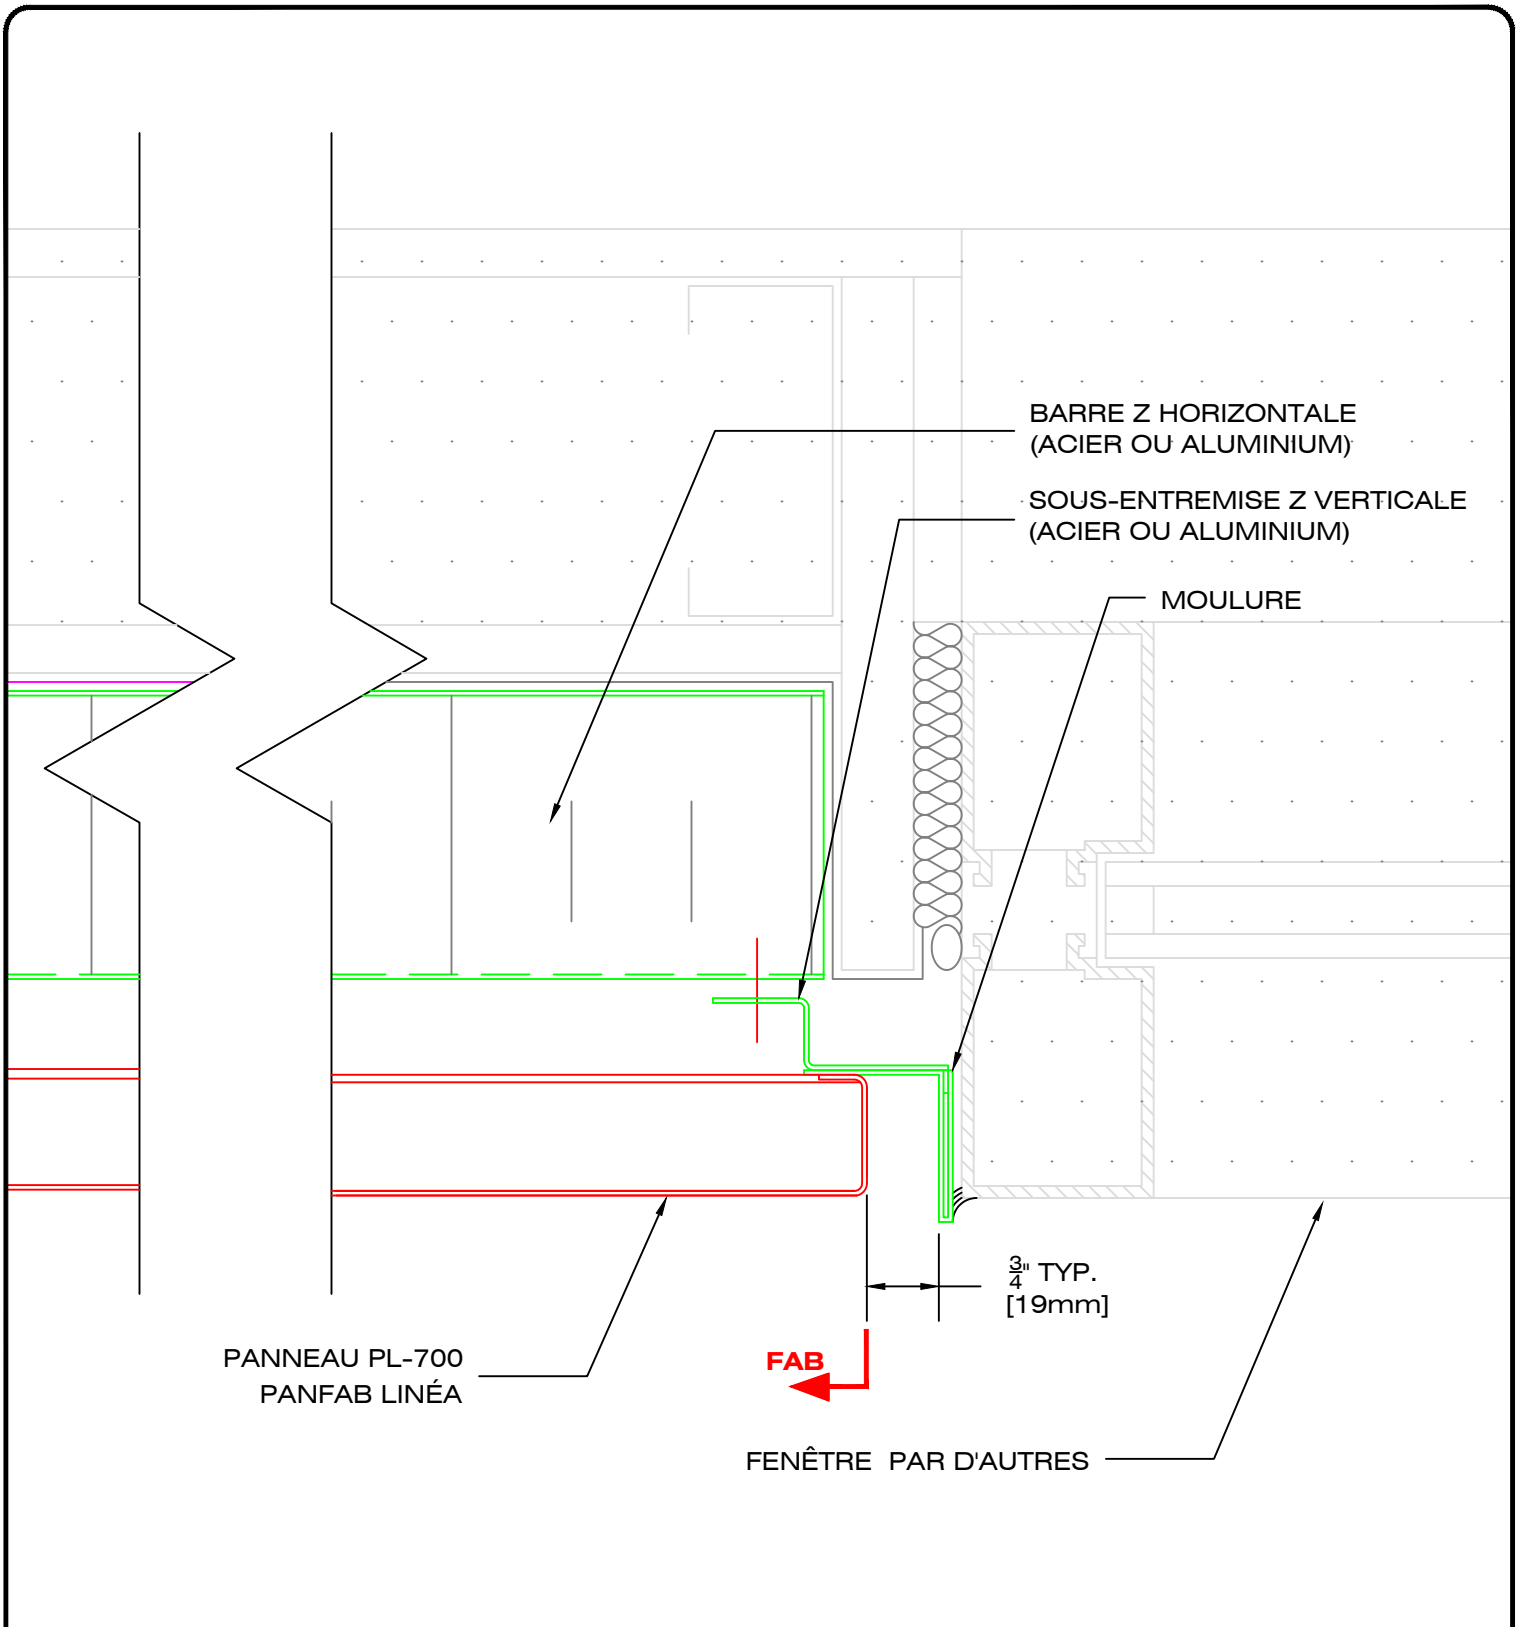 BARRE Z HORIZONTALE
(ACIER OU ALUMINIUM)
SOUS-ENTREMISE Z VERTICALE
(ACIER OU ALUMINIUM)
MOULURE
3/4" TYP.
[19mm]
PANNEAU PL-700
PANFAB LINÉA
FAB
FENÊTRE PAR D'AUTRES